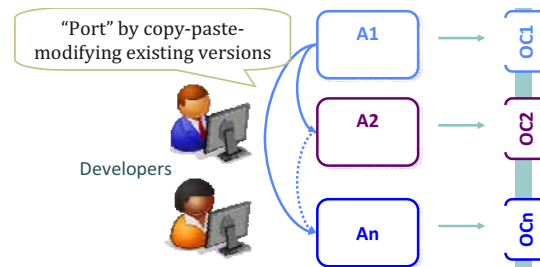 “Port” by copy-paste-
modifying existing versions
Developers
A1
OC1
A2
OC2
An
OCn